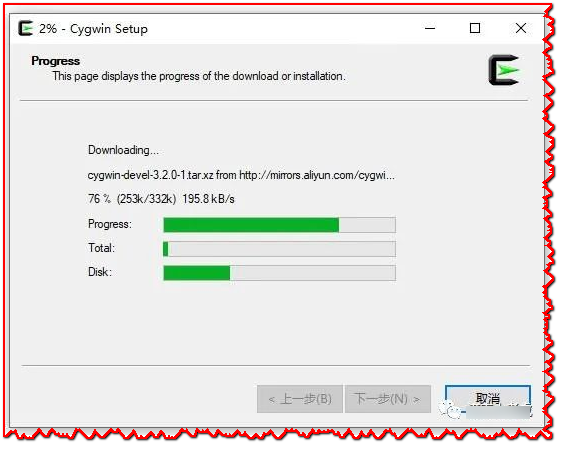 2% - Cygwin Setup
Progress
This page displays the progress of the download or installation.
Downloading...
cygwin-devel-3.2.0-1.tar.xz from http://mirrors.aliyun.com/cygwi...
76 % (253k/332k) 195.8 kB/s
Progress:
Total:
Disk:
< 上一步(B) 下一步(N) > 取消